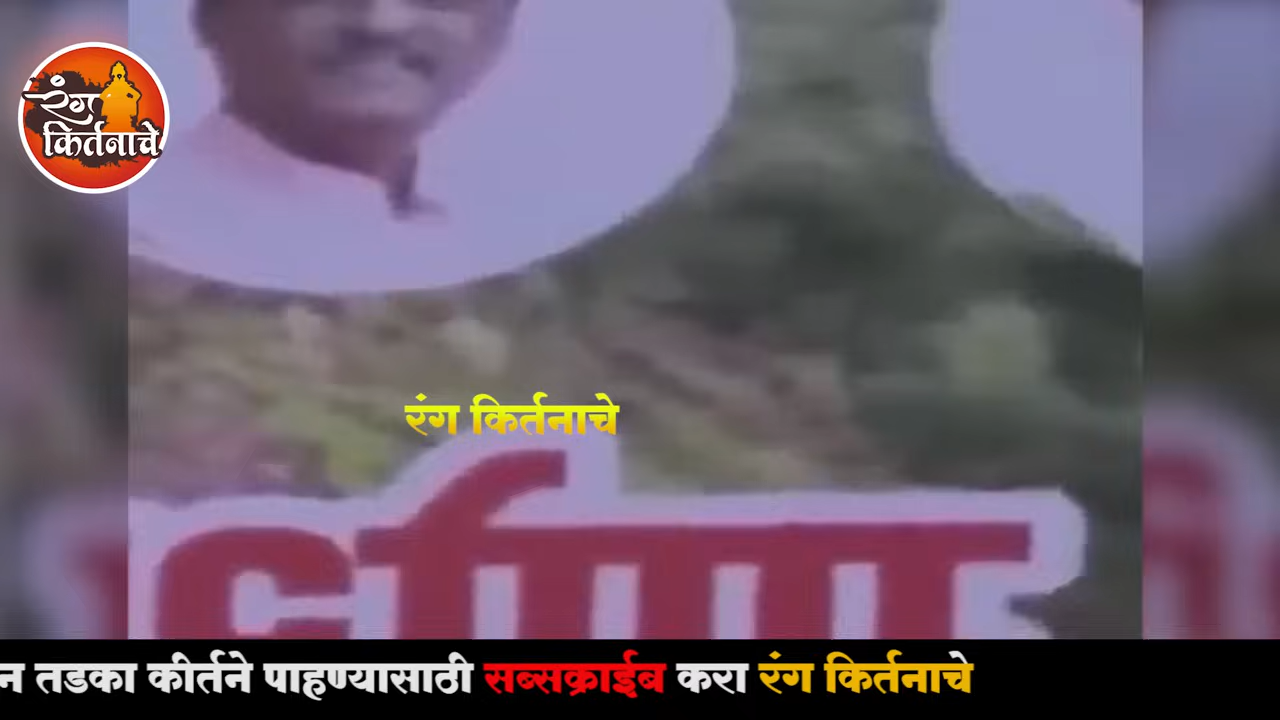 रंग
किर्तनाचे
रंग किर्तनाचे
न तडका कीर्तने पाहण्यासाठी सब्सक्राईब करा रंग किर्तनाचे